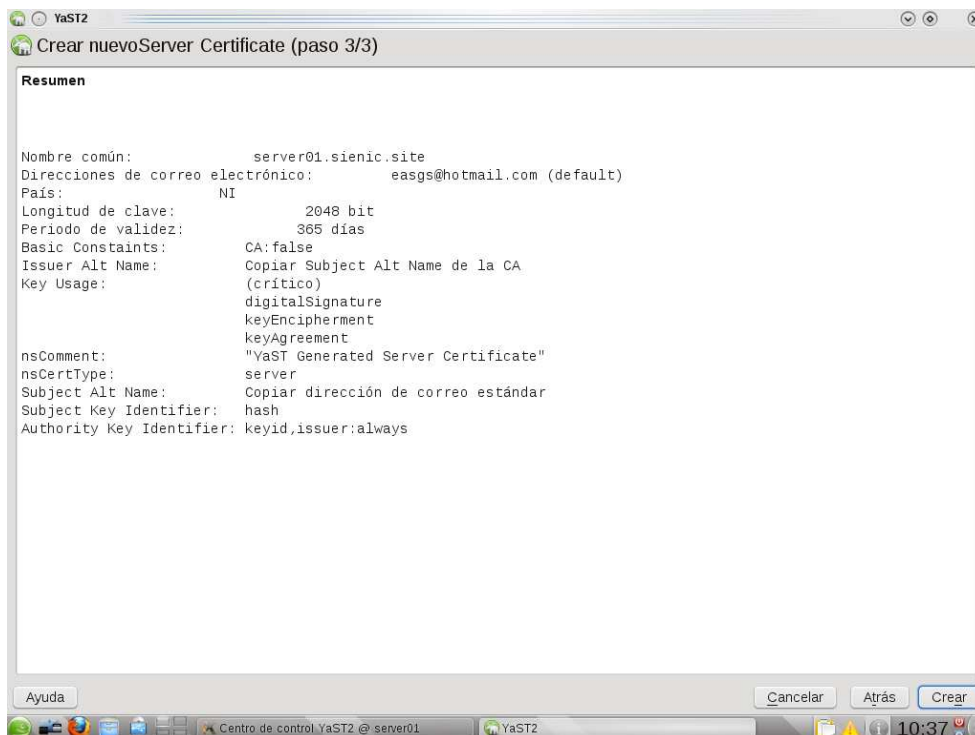 YaST2
Crear nuevoServer Certificate (paso 3/3)
Resumen
Nombre común: server01.sienic.site
Direcciones de correo electrónico: easgs@hotmail.com (default)
País: NI
Longitud de clave: 2048 bit
Periodo de validez: 365 días
Basic Constaints: CA:false
Issuer Alt Name: Copiar Subject Alt Name de la CA
Key Usage: (crítico)
digitalSignature
keyEncipherment
keyAgreement
nsComment: "YaST Generated Server Certificate"
nsCertType: server
Subject Alt Name: Copiar dirección de correo estándar
Subject Key Identifier: hash
Authority Key Identifier: keyid,issuer:always
Ayuda Cancelar Atrás Crear
Centro de control YaST2 @ server01 YaST2 10:37